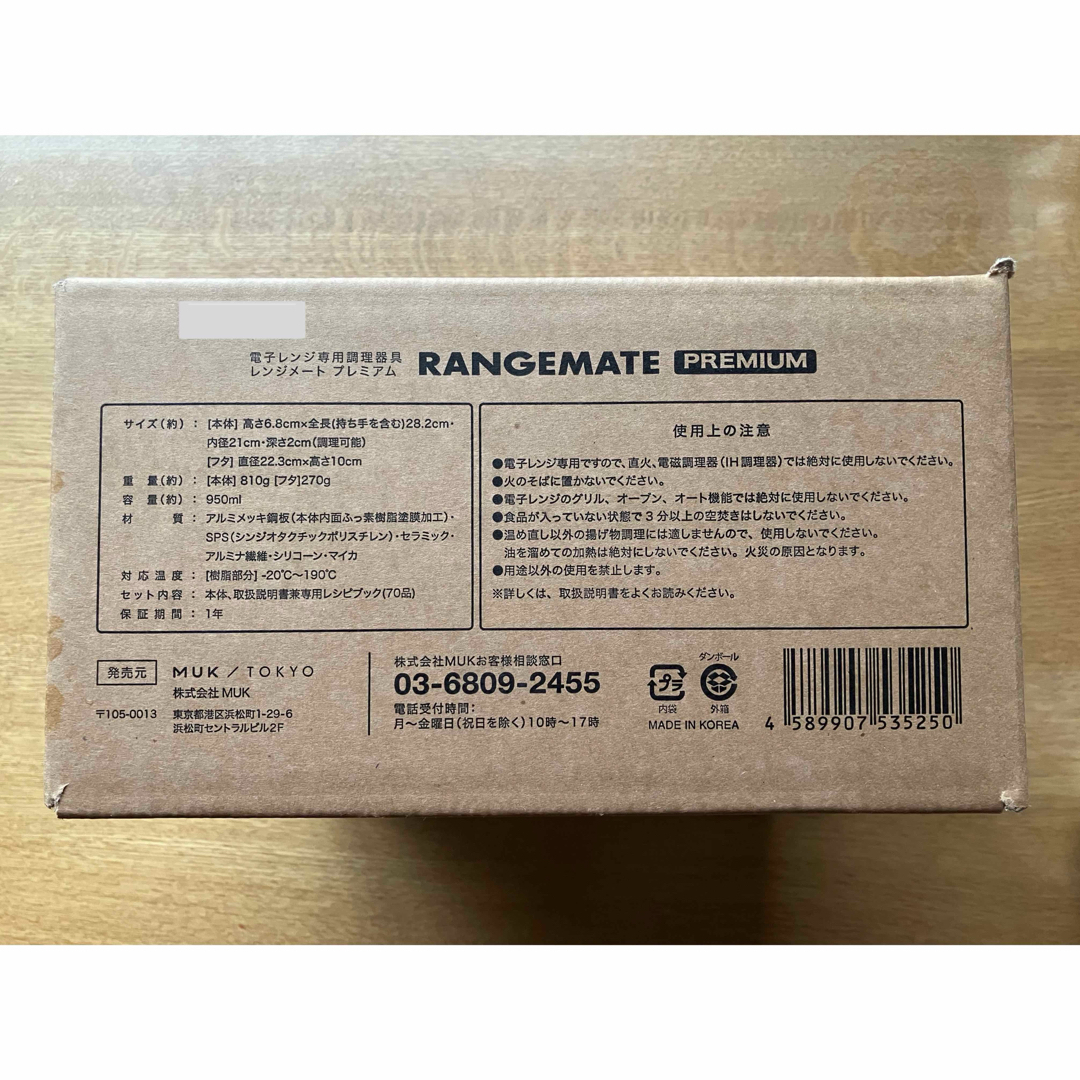 電子レンジ専用調理器具
レンジメート プレミアム
RANGEMATE PREMIUM
サイズ(約)： [本体] 高さ6.8cm×全長(持ち手を含む)28.2cm・
内径21cm・深さ2cm(調理可能)
[フタ] 直径22.3cm×高さ10cm
重量(約)： [本体] 810g [フタ]270g
容量(約)： 950ml
材質： アルミメッキ鋼板(本体内面ふっ素樹脂塗膜加工)・
SPS(シンジオタクチックポリスチレン)・セラミック・
アルミナ繊維・シリコーン・マイカ
対応温度： [樹脂部分] -20℃～190℃
セット内容： 本体、取扱説明書兼専用レシピブック(70品)
保証期間： 1年
使用上の注意
●電子レンジ専用ですので、直火、電磁調理器(IH調理器)では絶対に使用しないでください。
●火のそばに置かないでください。
●電子レンジのグリル、オーブン、オート機能では絶対に使用しないでください。
●食品が入っていない状態で3分以上の空焚きはしないでください。
●温め直し以外の揚げ物調理には適しませんので、使用しないでください。
油を溜めての加熱は絶対にしないでください。火災の原因となります。
●用途以外の使用を禁止します。
※詳しくは、取扱説明書をよくお読みください。
発売元 MUK / TOKYO
株式会社 MUK
〒105-0013 東京都港区浜松町1-29-6
浜松町セントラルビル2F
株式会社MUKお客様相談窓口
03-6809-2455
電話受付時間：
月～金曜日(祝日を除く)10時～17時
プラ
内袋
ダンボール
外箱
MADE IN KOREA
4 589907 535250